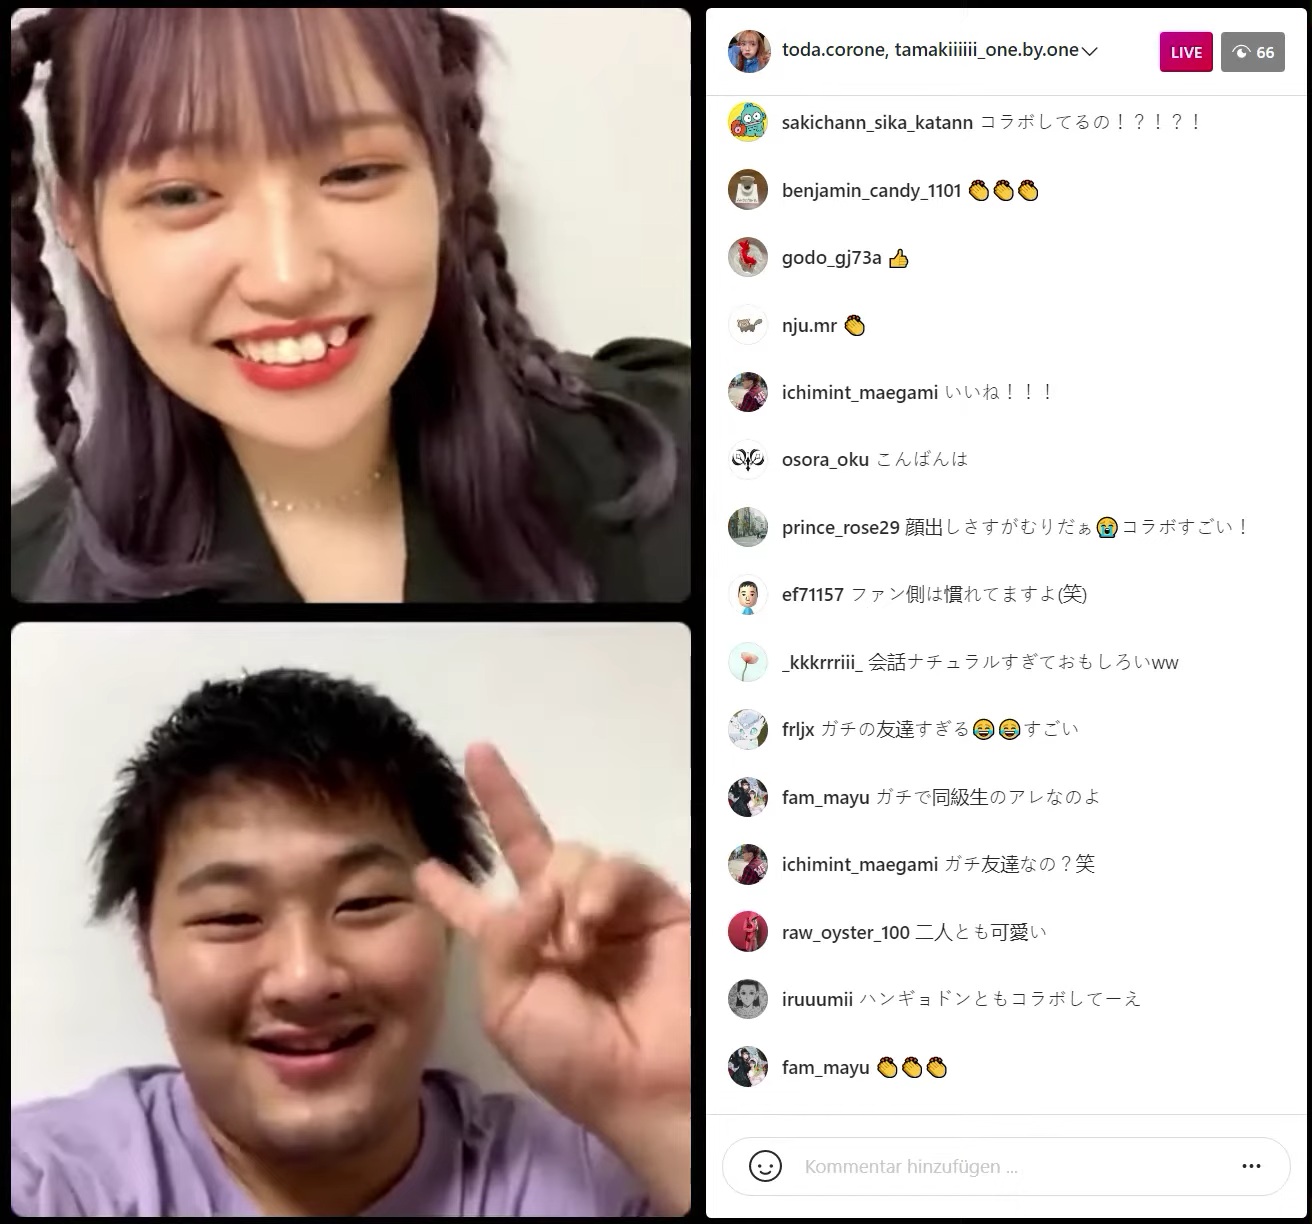 toda.corone, tamakiiiiii_one.by.one
LIVE
66
sakichann_sika_katann コラボしてるの！？！？！
benjamin_candy_1101 👏👏👏
godo_gj73a 👍
nju.mr 👏
ichimint_maegami いいね！！！
osora_oku こんばんは
prince_rose29 顔出しさすがむりだぁ😭コラボすごい！
ef71157 ファン側は慣れてますよ(笑)
_kkkrrriii_ 会話ナチュラルすぎておもしろいww
frljx ガチの友達すぎる😂😂すごい
fam_mayu ガチで同級生のアレなのよ
ichimint_maegami ガチ友達なの？笑
raw_oyster_100 二人とも可愛い
iruuumii ハンギョドンともコラボしてーえ
fam_mayu 👏👏👏
Kommentar hinzufügen ...